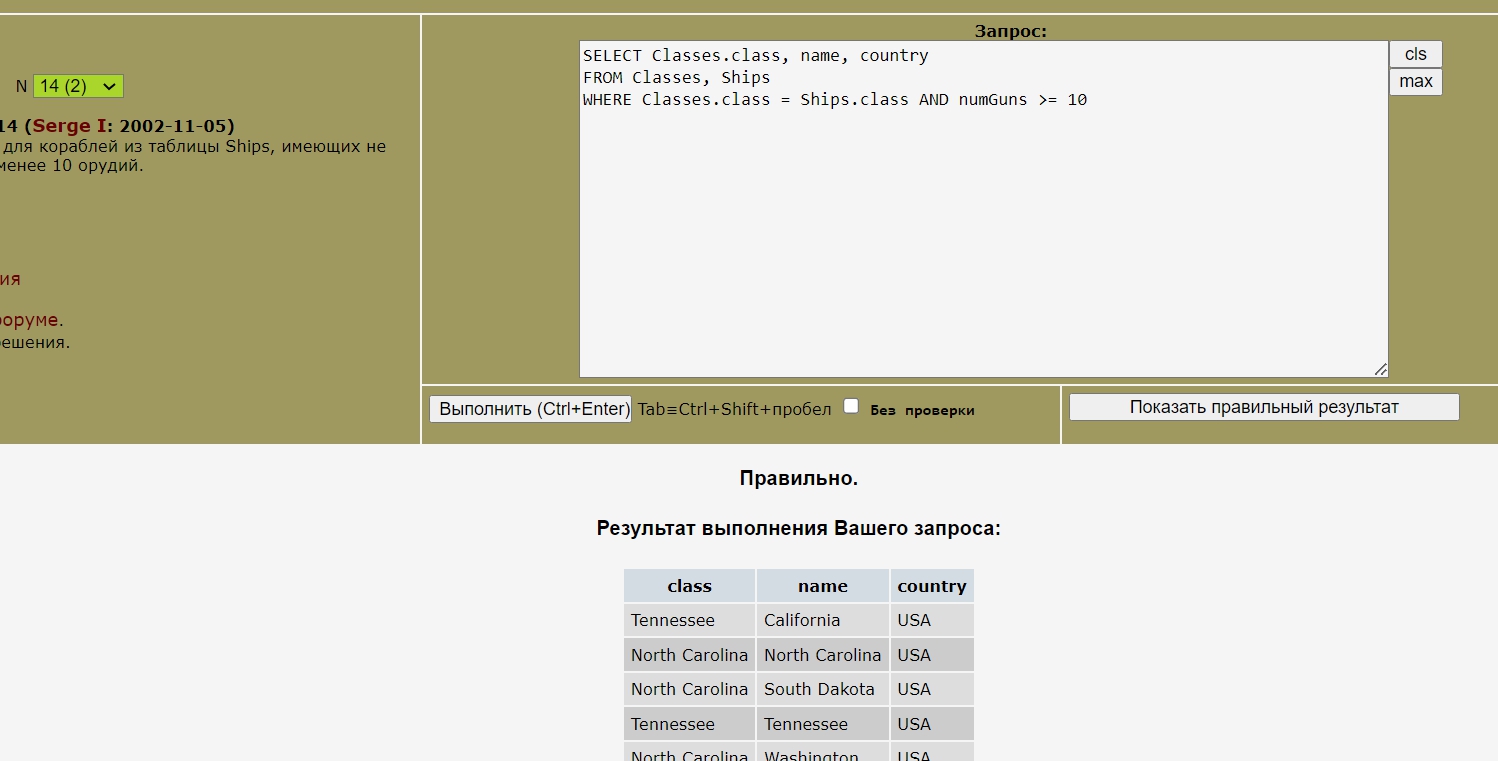 N 14 (2)
14 (Serge I: 2002-11-05)
для кораблей из таблицы Ships, имеющих не
менее 10 орудий.
ия
оруме.
ешения.
Запрос:
SELECT Classes.class, name, country
FROM Classes, Ships
WHERE Classes.class = Ships.class AND numGuns >= 10
cls
max
Выполнить (Ctrl+Enter) Tab≡Ctrl+Shift+пробел Без проверки
Показать правильный результат
Правильно.
Результат выполнения Вашего запроса:
class name country
Tennessee California USA
North Carolina North Carolina USA
North Carolina South Dakota USA
Tennessee Tennessee USA
North Carolina Washington USA